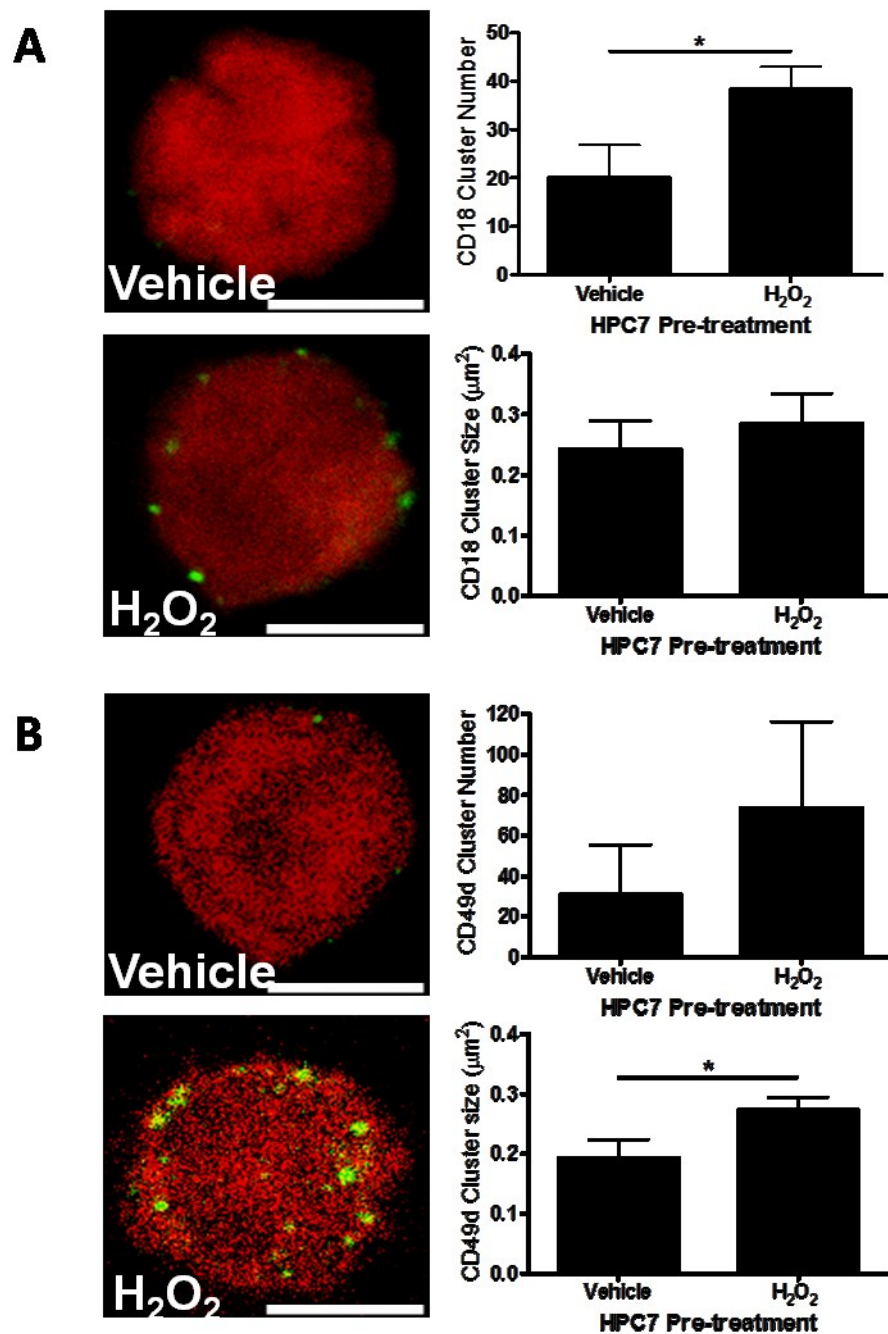 A
Vehicle
50
40
30
20
10
0
CD18 Cluster Number
*
Vehicle
H₂O₂
HPC7 Pre-treatment
H₂O₂
0.4
0.3
0.2
0.1
0.0
CD18 Cluster Size (μm²)
Vehicle
H₂O₂
HPC7 Pre-treatment
B
Vehicle
120
100
80
60
40
20
0
CD49d Cluster Number
Vehicle
H₂O₂
HPC7 Pre-treatment
H₂O₂
0.4
0.3
0.2
0.1
0.0
CD49d Cluster size (μm²)
*
Vehicle
H₂O₂
HPC7 Pre-treatment